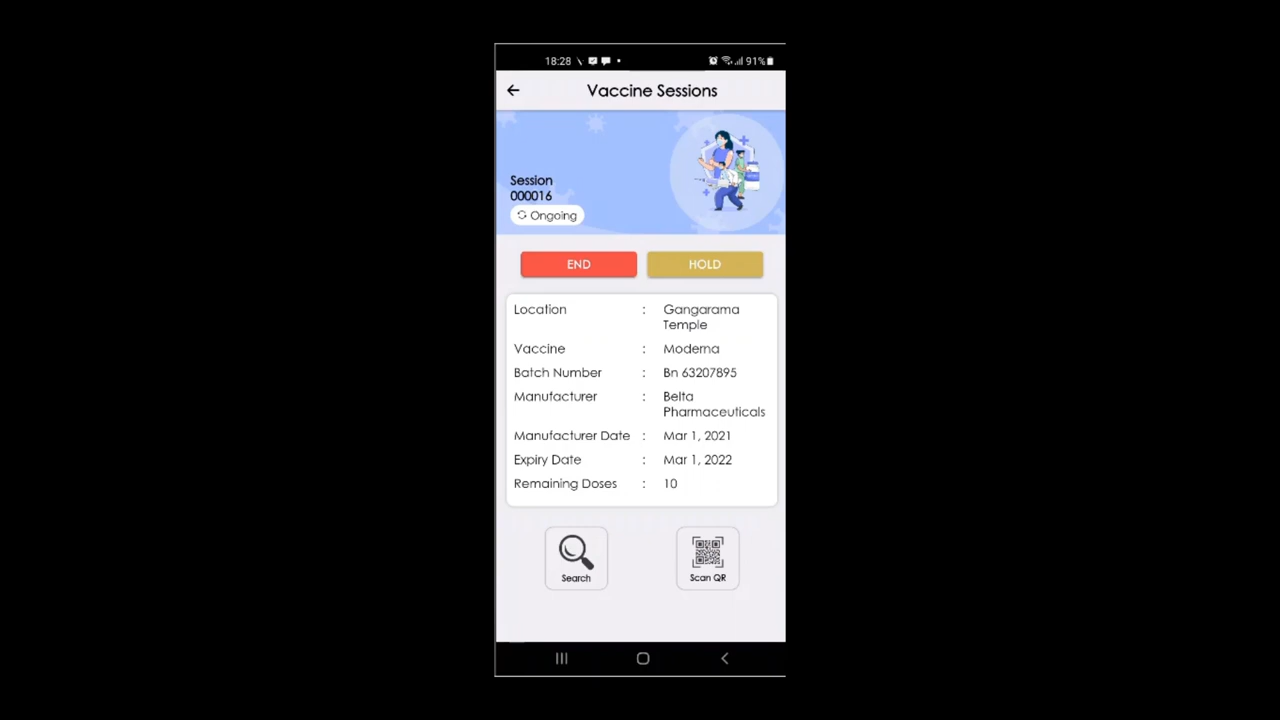 18:28 91%
Vaccine Sessions
Session
000016
Ongoing
END HOLD
Location : Gangarama
Temple
Vaccine : Moderna
Batch Number : Bn 63207895
Manufacturer : Belta
Pharmaceuticals
Manufacturer Date : Mar 1, 2021
Expiry Date : Mar 1, 2022
Remaining Doses : 10
Search Scan QR